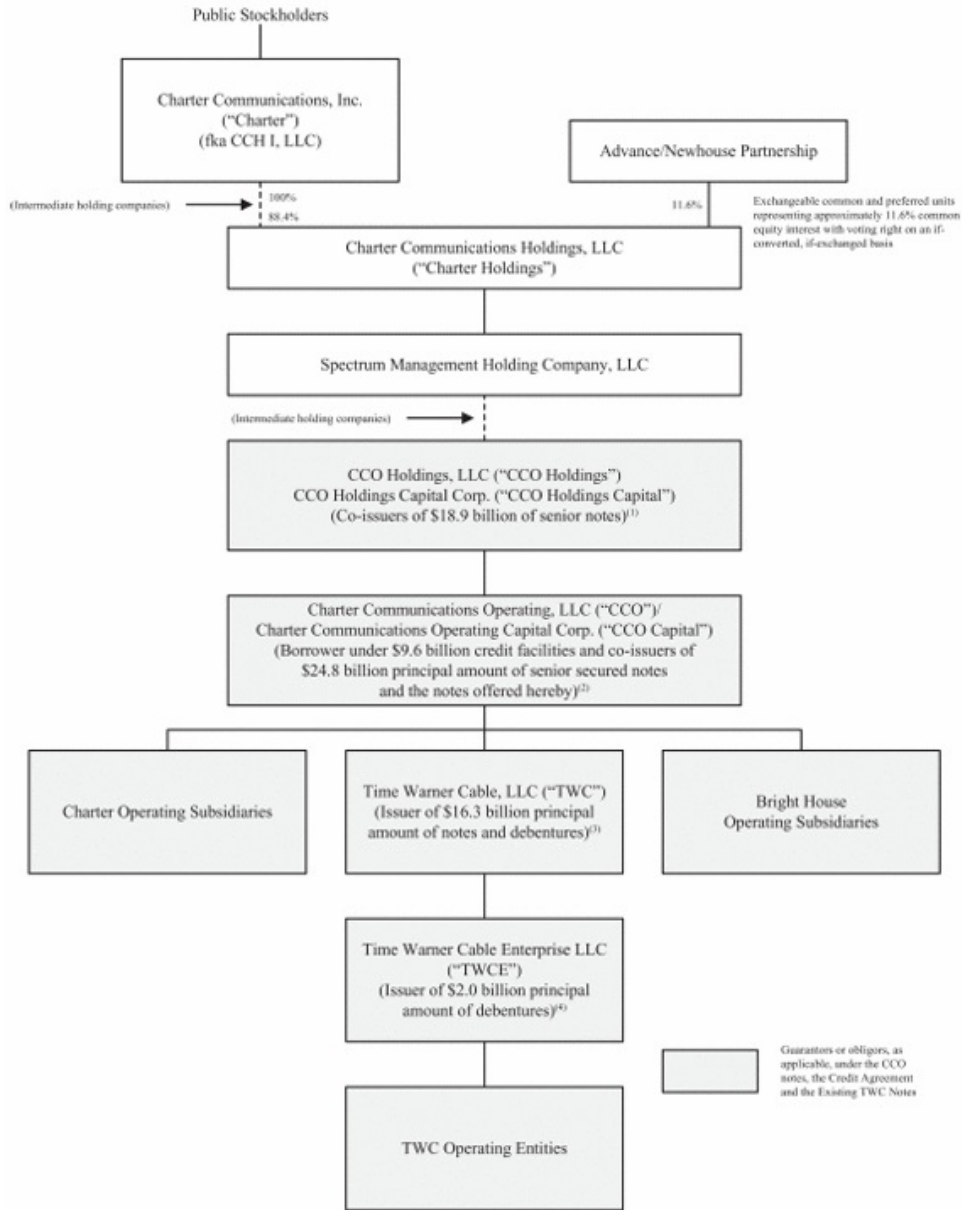 Public Stockholders
Charter Communications, Inc.
(“Charter”)
(fka CCH I, LLC)
Advance/Newhouse Partnership
(Intermediate holding companies)
100%
88.4%
11.6%
Exchangeable common and preferred units
representing approximately 11.6% common
equity interest with voting right on an if-
converted, if-exchanged basis
Charter Communications Holdings, LLC
(“Charter Holdings”)
Spectrum Management Holding Company, LLC
(Intermediate holding companies)
CCO Holdings, LLC (“CCO Holdings”)
CCO Holdings Capital Corp. (“CCO Holdings Capital”)
(Co-issuers of $18.9 billion of senior notes)(1)
Charter Communications Operating, LLC (“CCO”)/
Charter Communications Operating Capital Corp. (“CCO Capital”)
(Borrower under $9.6 billion credit facilities and co-issuers of
$24.8 billion principal amount of senior secured notes
and the notes offered hereby)(2)
Charter Operating Subsidiaries
Time Warner Cable, LLC (“TWC”)
(Issuer of $16.3 billion principal
amount of notes and debentures)(3)
Bright House
Operating Subsidiaries
Time Warner Cable Enterprise LLC
(“TWCE”)
(Issuer of $2.0 billion principal
amount of debentures)(4)
Guarantors or obligors, as
applicable, under the CCO
notes, the Credit Agreement
and the Existing TWC Notes
TWC Operating Entities